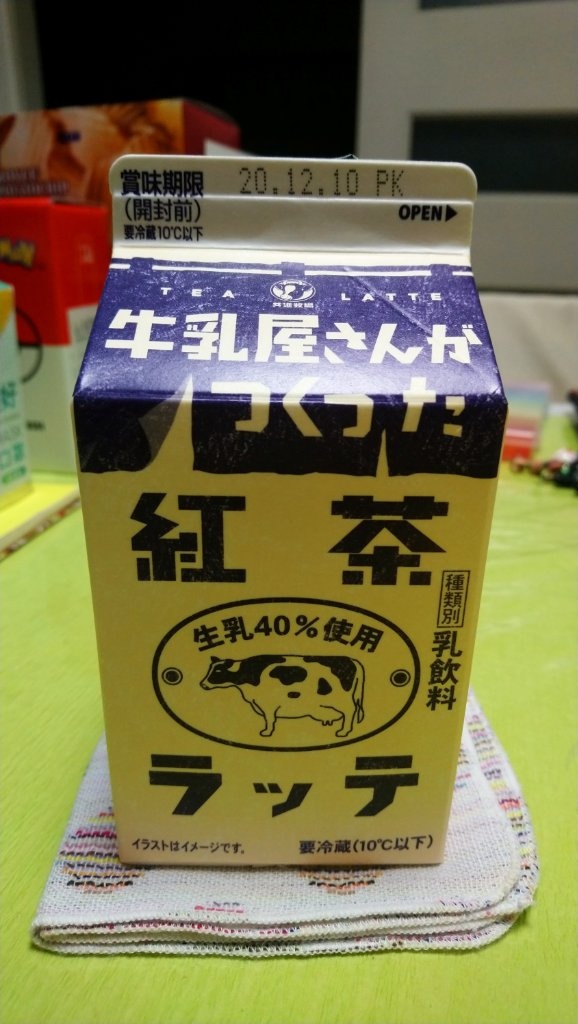 賞味期限 20.12.10 PK
(開封前)
要冷蔵10℃以下
OPEN▶
TEA LATTE
牛乳屋さんが
つくった
紅茶
種類別 乳飲料
生乳40%使用
ラッテ
イラストはイメージです。 要冷蔵(10℃以下)